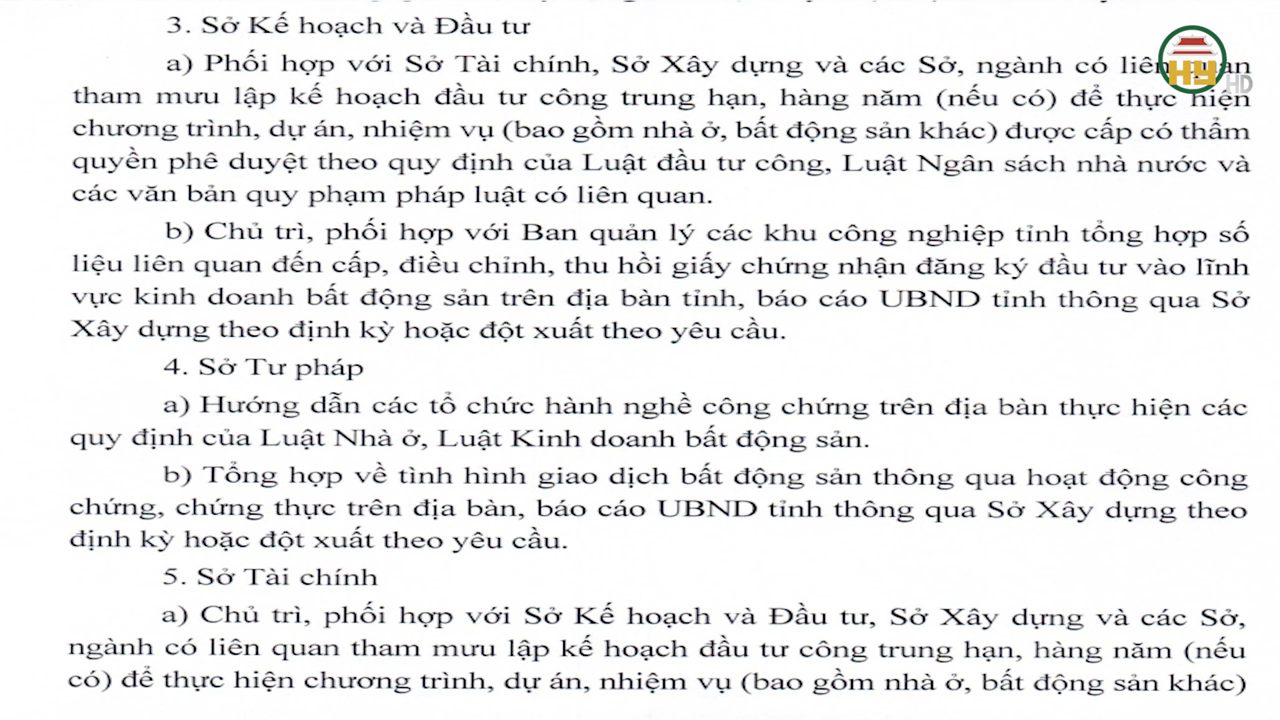 3. Sở Kế hoạch và Đầu tư
a) Phối hợp với Sở Tài chính, Sở Xây dựng và các Sở, ngành có liên quan
tham mưu lập kế hoạch đầu tư công trung hạn, hàng năm (nếu có) để thực hiện
chương trình, dự án, nhiệm vụ (bao gồm nhà ở, bất động sản khác) được cấp có thẩm
quyền phê duyệt theo quy định của Luật đầu tư công, Luật Ngân sách nhà nước và
các văn bản quy phạm pháp luật có liên quan.
b) Chủ trì, phối hợp với Ban quản lý các khu công nghiệp tỉnh tổng hợp số
liệu liên quan đến cấp, điều chỉnh, thu hồi giấy chứng nhận đăng ký đầu tư vào lĩnh
vực kinh doanh bất động sản trên địa bàn tỉnh, báo cáo UBND tỉnh thông qua Sở
Xây dựng theo định kỳ hoặc đột xuất theo yêu cầu.
4. Sở Tư pháp
a) Hướng dẫn các tổ chức hành nghề công chứng trên địa bàn thực hiện các
quy định của Luật Nhà ở, Luật Kinh doanh bất động sản.
b) Tổng hợp về tình hình giao dịch bất động sản thông qua hoạt động công
chứng, chứng thực trên địa bàn, báo cáo UBND tỉnh thông qua Sở Xây dựng theo
định kỳ hoặc đột xuất theo yêu cầu.
5. Sở Tài chính
a) Chủ trì, phối hợp với Sở Kế hoạch và Đầu tư, Sở Xây dựng và các Sở,
ngành có liên quan tham mưu lập kế hoạch đầu tư công trung hạn, hàng năm (nếu
có) để thực hiện chương trình, dự án, nhiệm vụ (bao gồm nhà ở, bất động sản khác)
HY HD